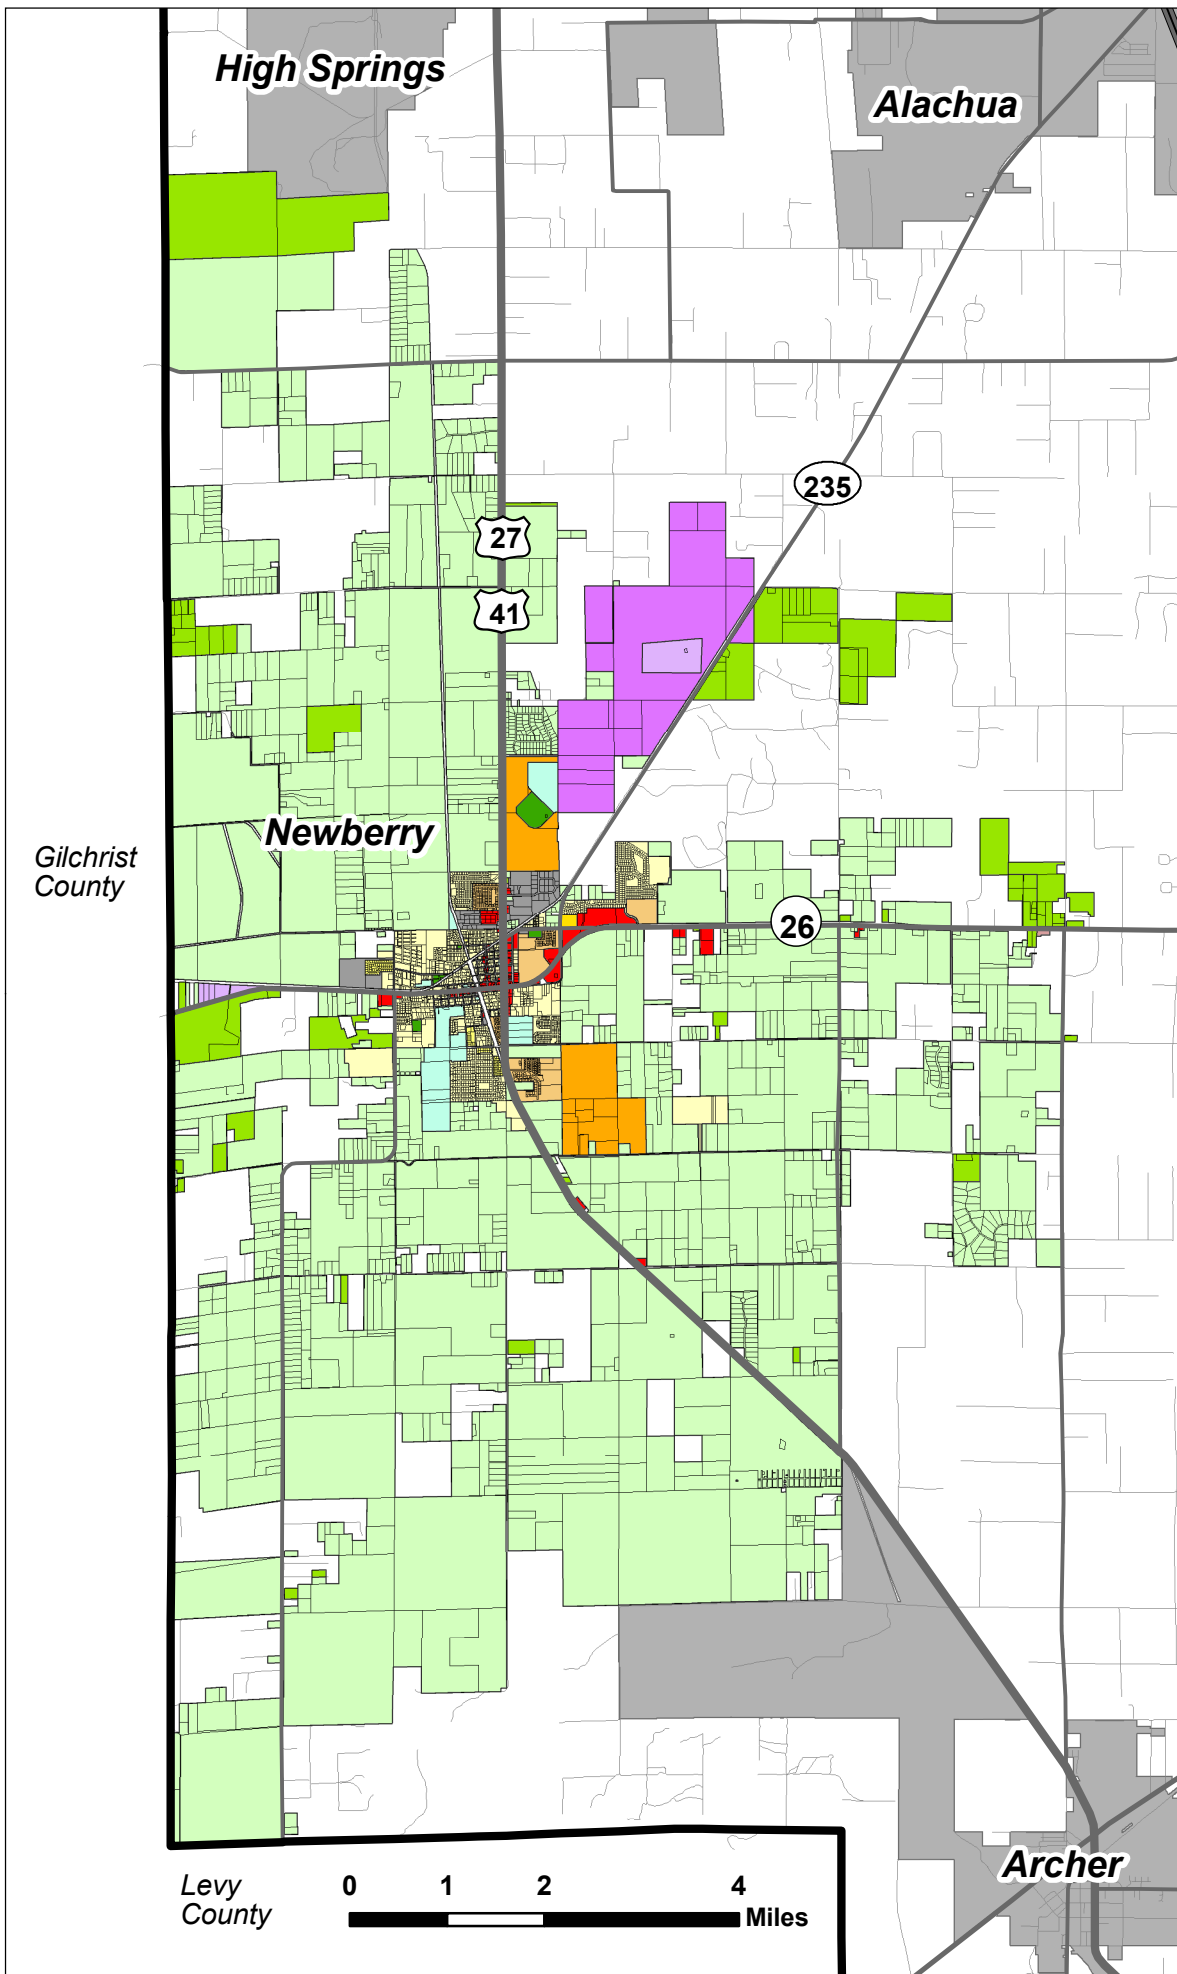 High Springs
Alachua
235
27
41
Newberry
Gilchrist
County
26
Archer
Levy
County
0 1 2 4
Miles